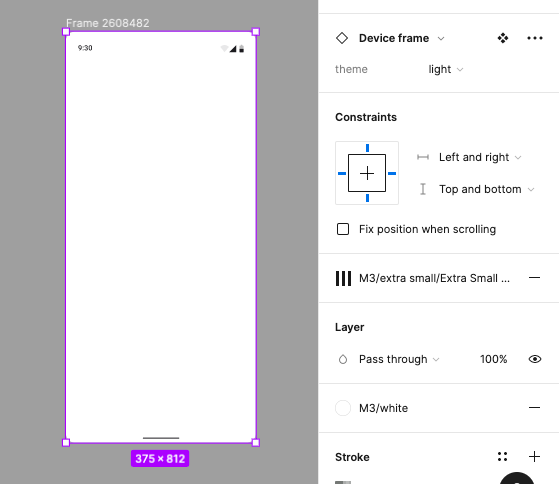 Frame 2608482
9:30
375 × 812
Device frame
theme
light
Constraints
Left and right
Top and bottom
Fix position when scrolling
M3/extra small/Extra Small ...
Layer
Pass through
100%
M3/white
Stroke